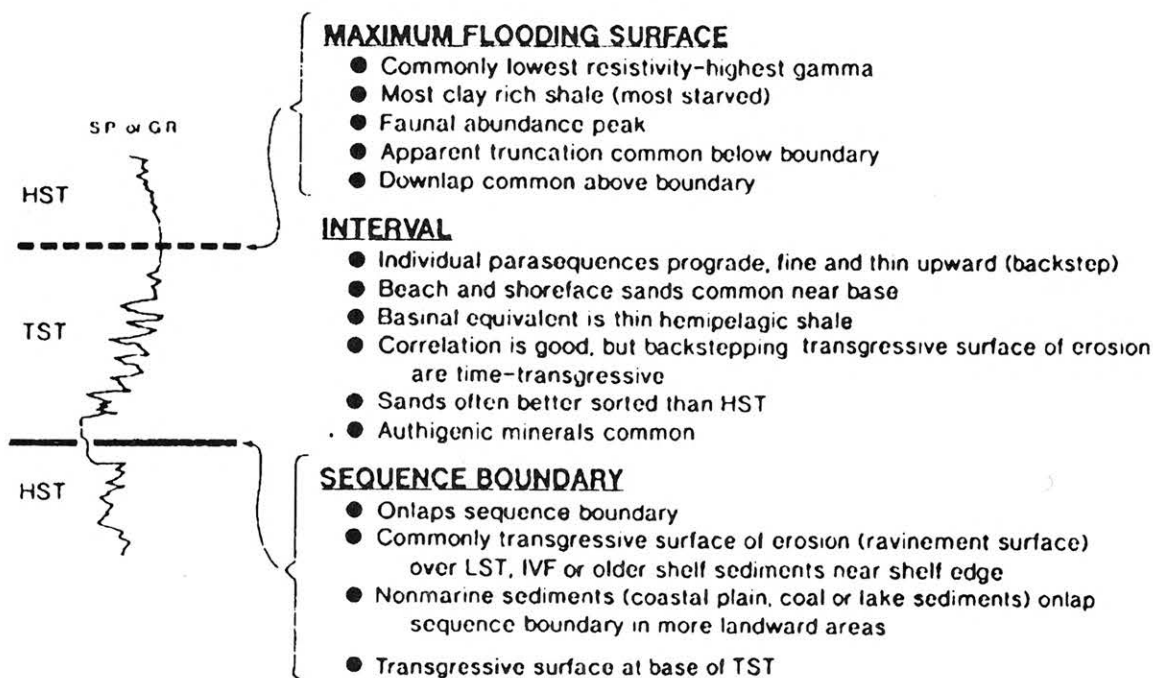 MAXIMUM FLOODING SURFACE
● Commonly lowest resistivity-highest gamma
● Most clay rich shale (most starved)
● Faunal abundance peak
● Apparent truncation common below boundary
● Downlap common above boundary
SP or GR
HST
INTERVAL
● Individual parasequences prograde, fine and thin upward (backstep)
● Beach and shoreface sands common near base
● Basinal equivalent is thin hemipelagic shale
● Correlation is good, but backstepping transgressive surface of erosion
are time-transgressive
● Sands often better sorted than HST
● Authigenic minerals common
TST
SEQUENCE BOUNDARY
● Onlaps sequence boundary
● Commonly transgressive surface of erosion (ravinement surface)
over LST, IVF or older shelf sediments near shelf edge
● Nonmarine sediments (coastal plain, coal or lake sediments) onlap
sequence boundary in more landward areas
● Transgressive surface at base of TST
HST